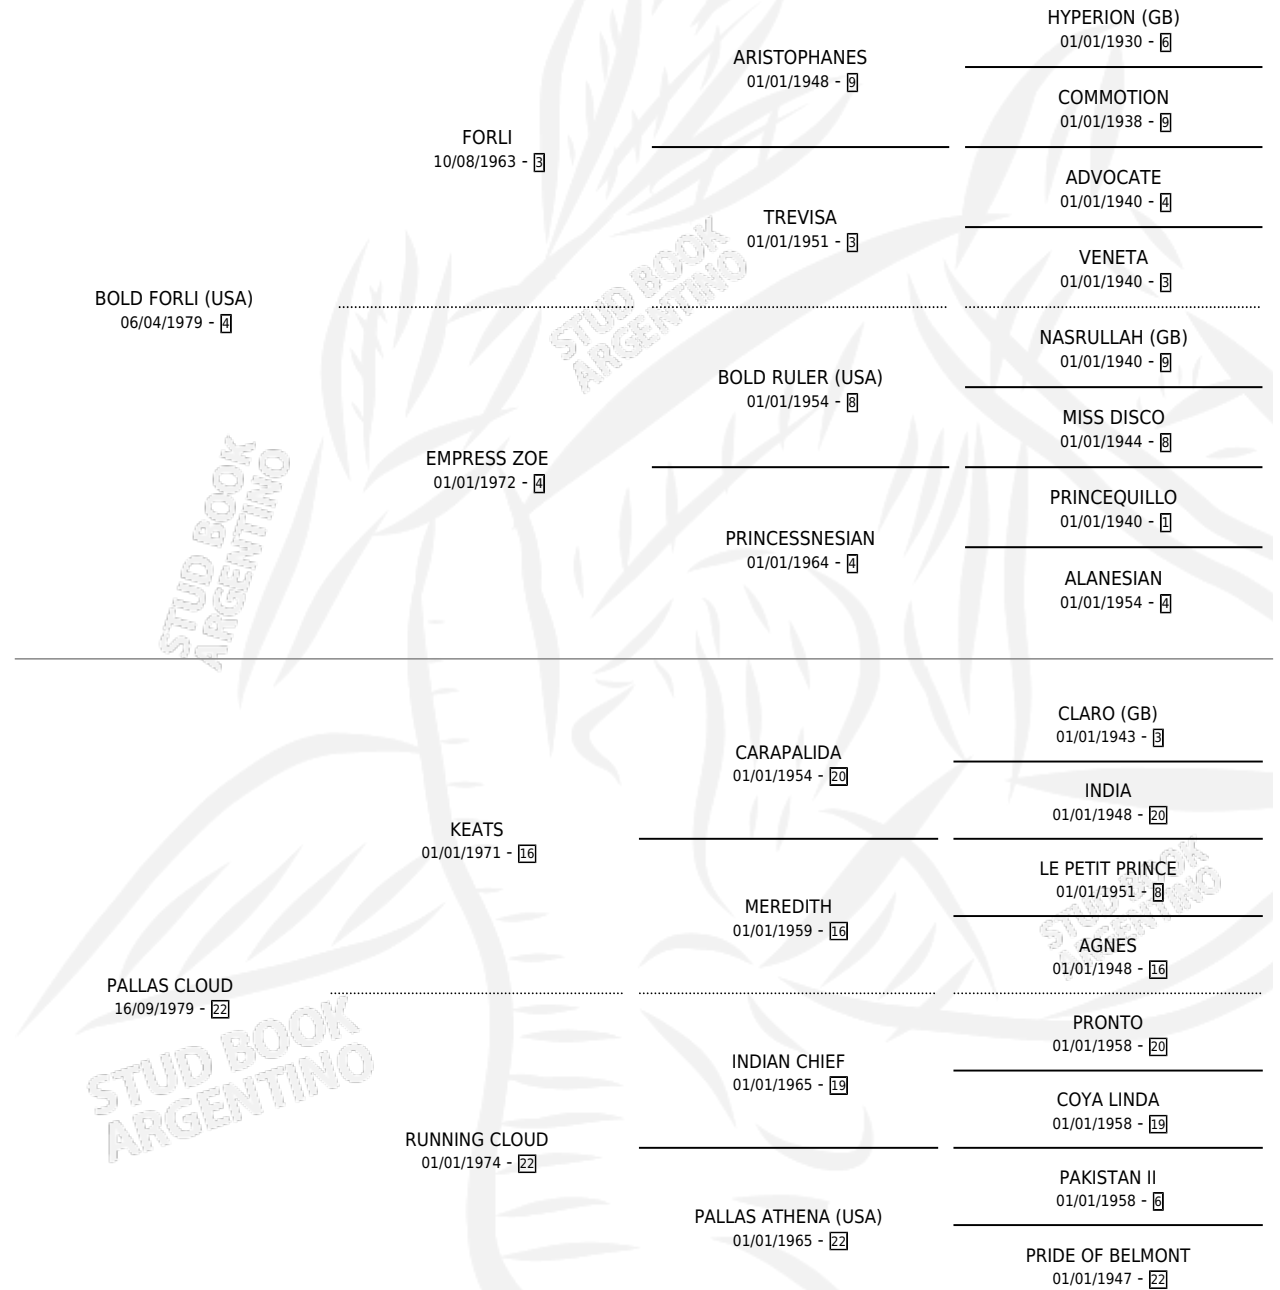 HYPERION (GB)
01/01/1930 - 6
ARISTOPHANES
01/01/1948 - 9
COMMOTION
01/01/1938 - 9
FORLI
10/08/1963 - 3
ADVOCATE
01/01/1940 - 4
TREVISA
01/01/1951 - 3
VENETA
01/01/1940 - 3
BOLD FORLI (USA)
06/04/1979 - 4
NASRULLAH (GB)
01/01/1940 - 9
BOLD RULER (USA)
01/01/1954 - 8
MISS DISCO
01/01/1944 - 8
EMPRESS ZOE
01/01/1972 - 4
PRINCEQUILLO
01/01/1940 - 1
PRINCESSNESIAN
01/01/1964 - 4
ALANESIAN
01/01/1954 - 4
CLARO (GB)
01/01/1943 - 3
CARAPALIDA
01/01/1954 - 20
INDIA
01/01/1948 - 20
KEATS
01/01/1971 - 16
LE PETIT PRINCE
01/01/1951 - 8
MEREDITH
01/01/1959 - 16
AGNES
01/01/1948 - 16
PALLAS CLOUD
16/09/1979 - 22
PRONTO
01/01/1958 - 20
INDIAN CHIEF
01/01/1965 - 19
COYA LINDA
01/01/1958 - 19
RUNNING CLOUD
01/01/1974 - 22
PAKISTAN II
01/01/1958 - 6
PALLAS ATHENA (USA)
01/01/1965 - 22
PRIDE OF BELMONT
01/01/1947 - 22
STUD BOOK
ARGENTINO
STUD BOOK
ARGENTINO
STUD BOOK
ARGENTINO
STUD BOOK
ARGENTINO